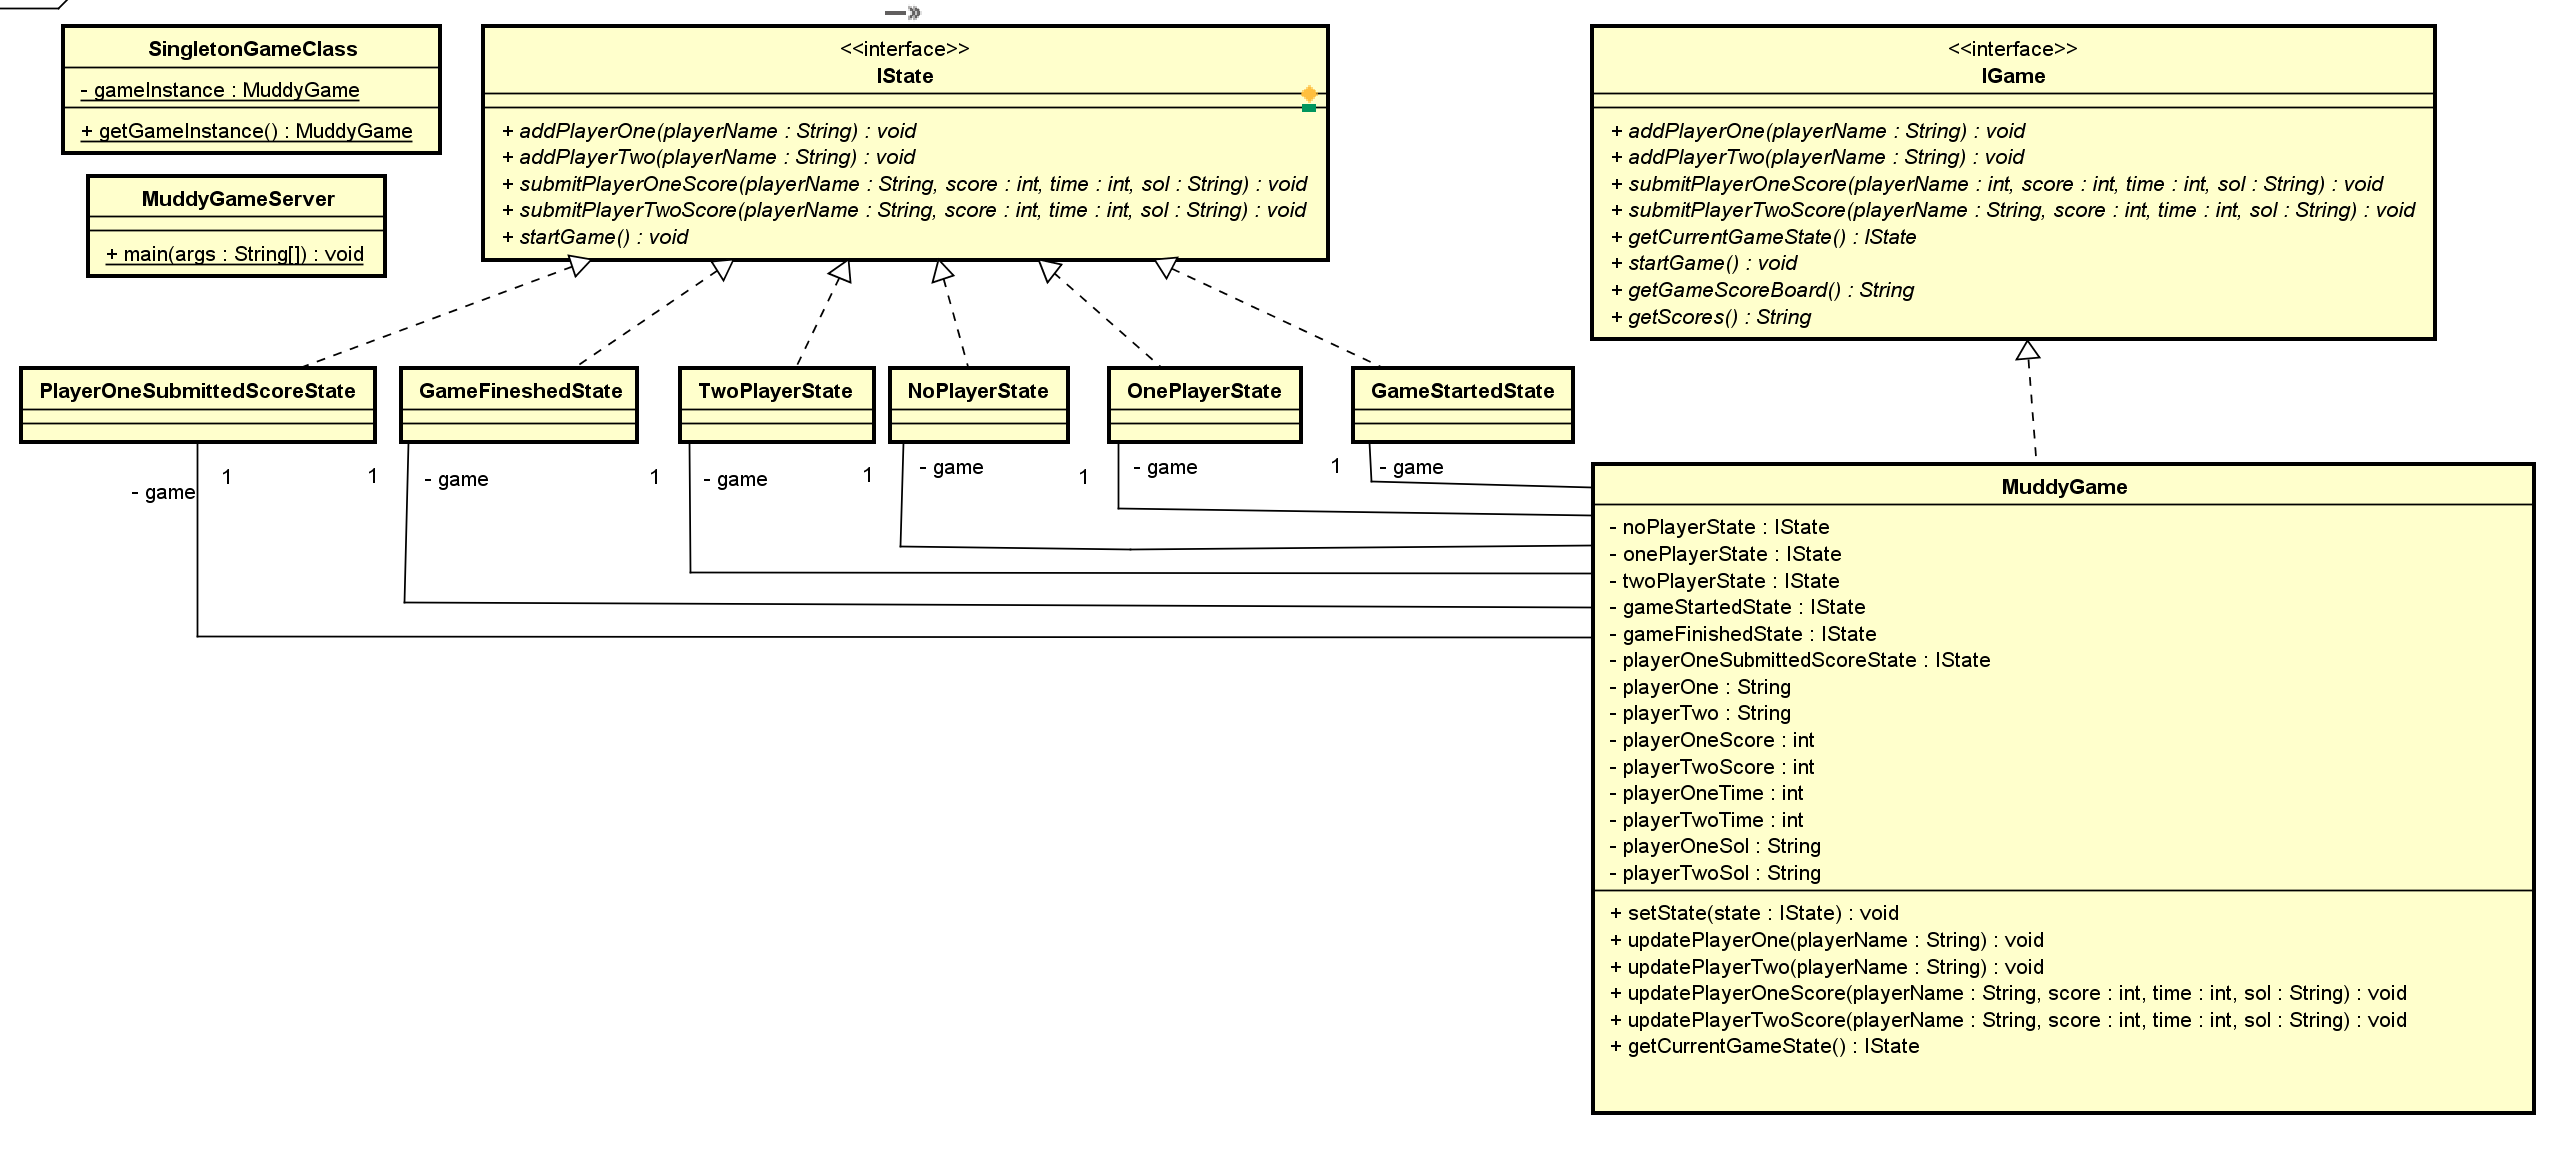 SingletonGameClass
- gameInstance : MuddyGame
+ getGameInstance() : MuddyGame
MuddyGameServer
+ main(args : String[]) : void
<<interface>>
IState
+ addPlayerOne(playerName : String) : void
+ addPlayerTwo(playerName : String) : void
+ submitPlayerOneScore(playerName : String, score : int, time : int, sol : String) : void
+ submitPlayerTwoScore(playerName : String, score : int, time : int, sol : String) : void
+ startGame() : void
<<interface>>
IGame
+ addPlayerOne(playerName : String) : void
+ addPlayerTwo(playerName : String) : void
+ submitPlayerOneScore(playerName : int, score : int, time : int, sol : String) : void
+ submitPlayerTwoScore(playerName : String, score : int, time : int, sol : String) : void
+ getCurrentGameState() : IState
+ startGame() : void
+ getGameScoreBoard() : String
+ getScores() : String
PlayerOneSubmittedScoreState
GameFineshedState
TwoPlayerState
NoPlayerState
OnePlayerState
GameStartedState
- game
1
1
- game
1
- game
1
- game
1
- game
1
- game
MuddyGame
- noPlayerState : IState
- onePlayerState : IState
- twoPlayerState : IState
- gameStartedState : IState
- gameFinishedState : IState
- playerOneSubmittedScoreState : IState
- playerOne : String
- playerTwo : String
- playerOneScore : int
- playerTwoScore : int
- playerOneTime : int
- playerTwoTime : int
- playerOneSol : String
- playerTwoSol : String
+ setState(state : IState) : void
+ updatePlayerOne(playerName : String) : void
+ updatePlayerTwo(playerName : String) : void
+ updatePlayerOneScore(playerName : String, score : int, time : int, sol : String) : void
+ updatePlayerTwoScore(playerName : String, score : int, time : int, sol : String) : void
+ getCurrentGameState() : IState